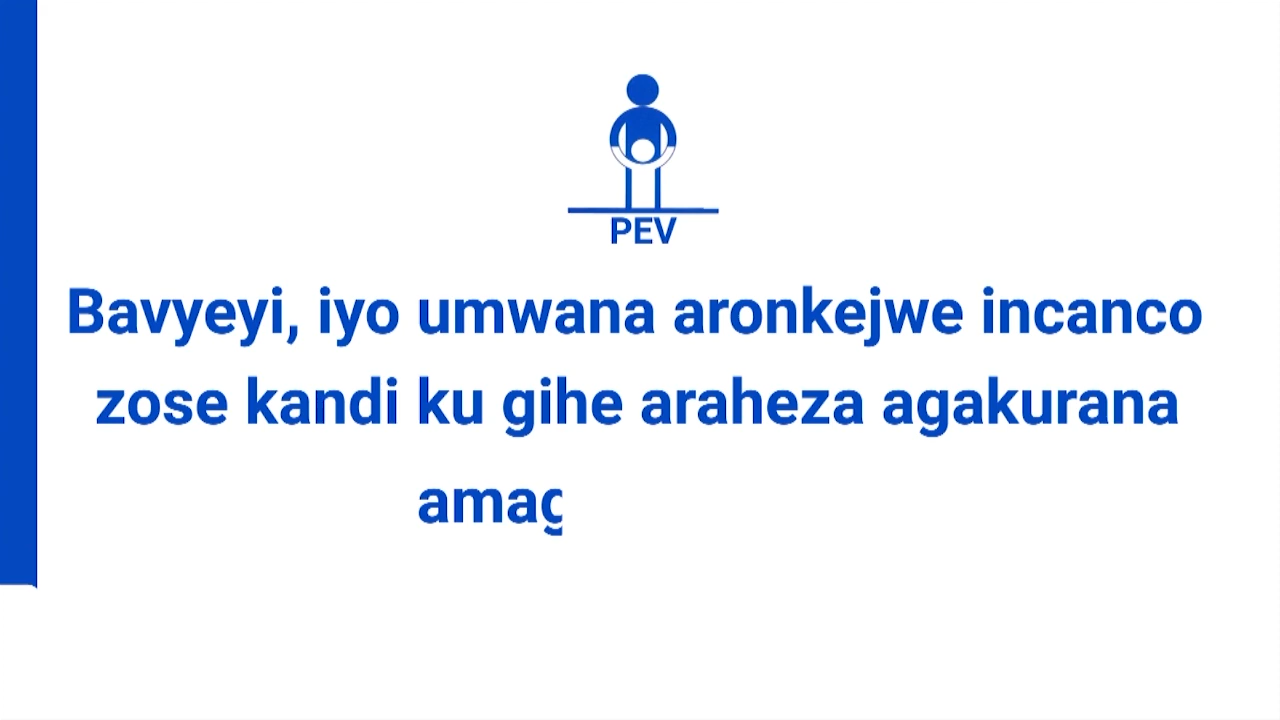 PEV
Bavyeyi, iyo umwana aronkejwe incanco
zose kandi ku gihe araheza agakurana